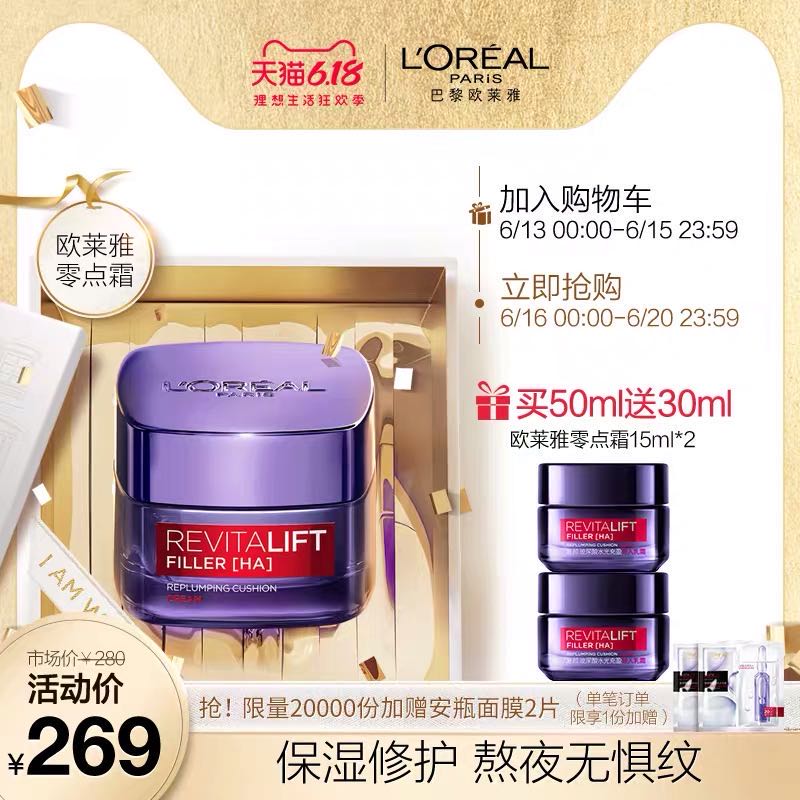 天猫6.18
理想生活狂欢季
L'ORÉAL
PARIS
巴黎欧莱雅
欧莱雅
零点霜
加入购物车
6/13 00:00-6/15 23:59
立即抢购
6/16 00:00-6/20 23:59
买50ml送30ml
欧莱雅零点霜15ml*2
L'ORÉAL
PARIS
REVITALIFT
FILLER [HA]
REPLUMPING CUSHION
CREAM
REVITALIFT
FILLER [HA]
REPLUMPING CUSHION
REVITALIFT
FILLER [HA]
REPLUMPING CUSHION
I AM W
市场价¥280
活动价
¥269
抢！限量20000份加赠安瓶面膜2片
（单笔订单
限享1份加赠）
保湿修护 熬夜无惧纹